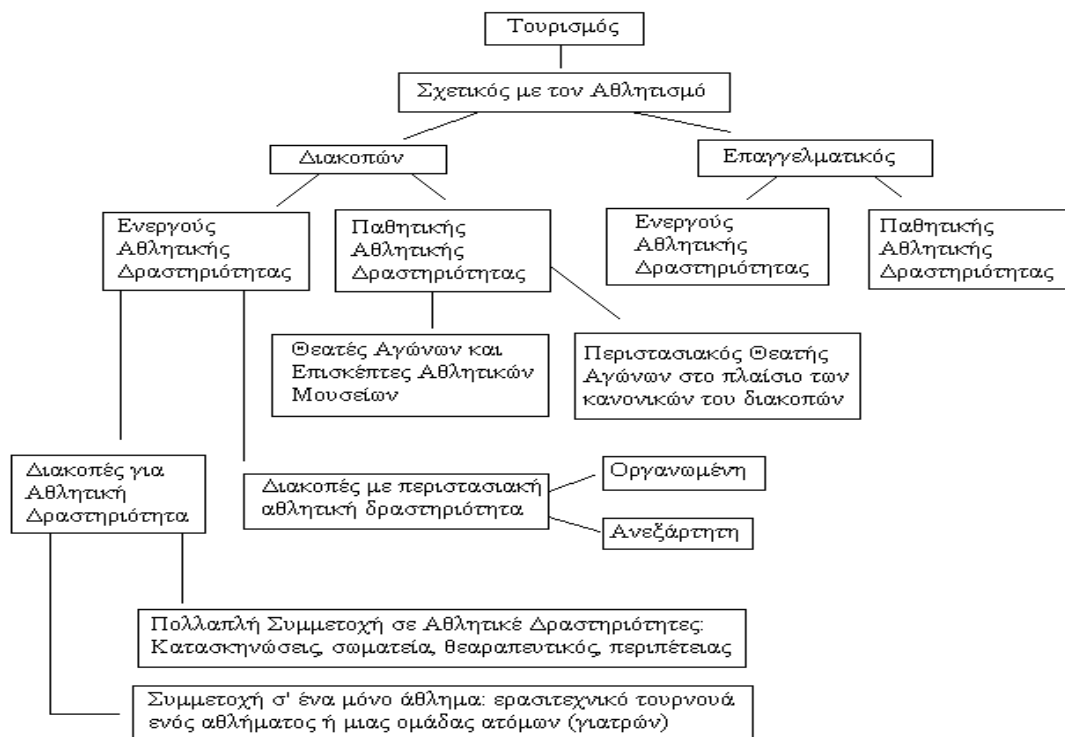 Τουρισμός
Σχετικός με τον Αθλητισμό
Διακοπών
Επαγγελματικός
Ενεργούς
Αθλητικής
Δραστηριότητας
Παθητικής
Αθλητικής
Δραστηριότητας
Ενεργούς
Αθλητικής
Δραστηριότητας
Παθητικής
Αθλητικής
Δραστηριότητας
Θεατές Αγώνων και
Επισκέπτες Αθλητικών
Μουσείων
Περιστασιακός Θεατής
Αγώνων στο πλαίσιο των
κανονικών του διακοπών
Διακοπές για
Αθλητική
Δραστηριότητα
Διακοπές με περιστασιακή
αθλητική δραστηριότητα
Οργανωμένη
Ανεξάρτητη
Πολλαπλή Συμμετοχή σε Αθλητικέ Δραστηριότητες:
Κατασκηνώσεις, σωματεία, θεαραπευτικός, περιπέτειας
Συμμετοχή σ' ένα μόνο άθλημα: ερασιτεχνικό τουρνουά
ενός αθλήματος ή μιας ομάδας ατόμων (γιατρών)